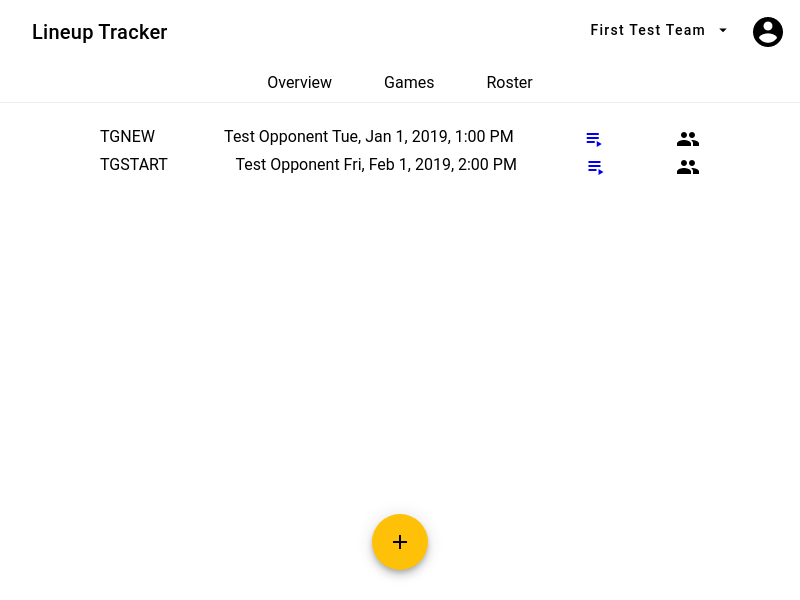 Lineup Tracker
First Test Team
Overview Games Roster
TGNEW Test Opponent Tue, Jan 1, 2019, 1:00 PM
TGSTART Test Opponent Fri, Feb 1, 2019, 2:00 PM